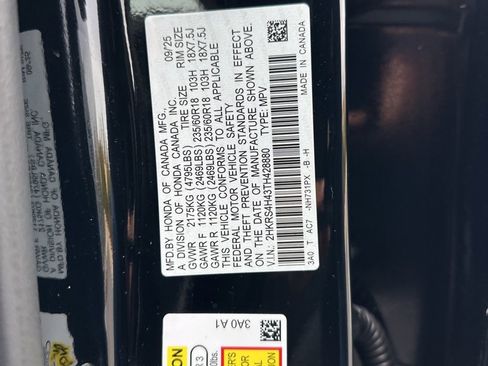 MFD.BY HONDA OF CANADA MFG., 09/25
A DIVISION OF HONDA CANADA INC.
TIRE SIZE RIM SIZE
GVWR 2175KG (4795LBS)
GAWR F 1120KG (2469LBS) 235/60R18 103H 18X7.5J
GAWR R 1120KG (2469LBS) 235/60R18 103H 18X7.5J
THIS VEHICLE CONFORMS TO ALL APPLICABLE
FEDERAL MOTOR VEHICLE SAFETY
AND THEFT PREVENTION STANDARDS IN EFFECT
ON THE DATE OF MANUFACTURE SHOWN ABOVE.
V.I.N.: 2HKRS4H43TH428880 TYPE: MPV
3A0 T AC7 NH731PX -B -H
MADE IN CANADA
3A0 A1